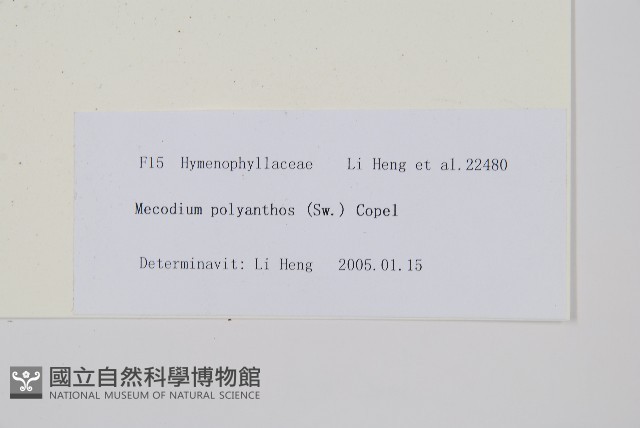 F15 Hymenophyllaceae Li Heng et al.22480
Mecodium polyanthos (Sw.) Copel
Determinavit: Li Heng 2005.01.15
國立自然科學博物館
NATIONAL MUSEUM OF NATURAL SCIENCE